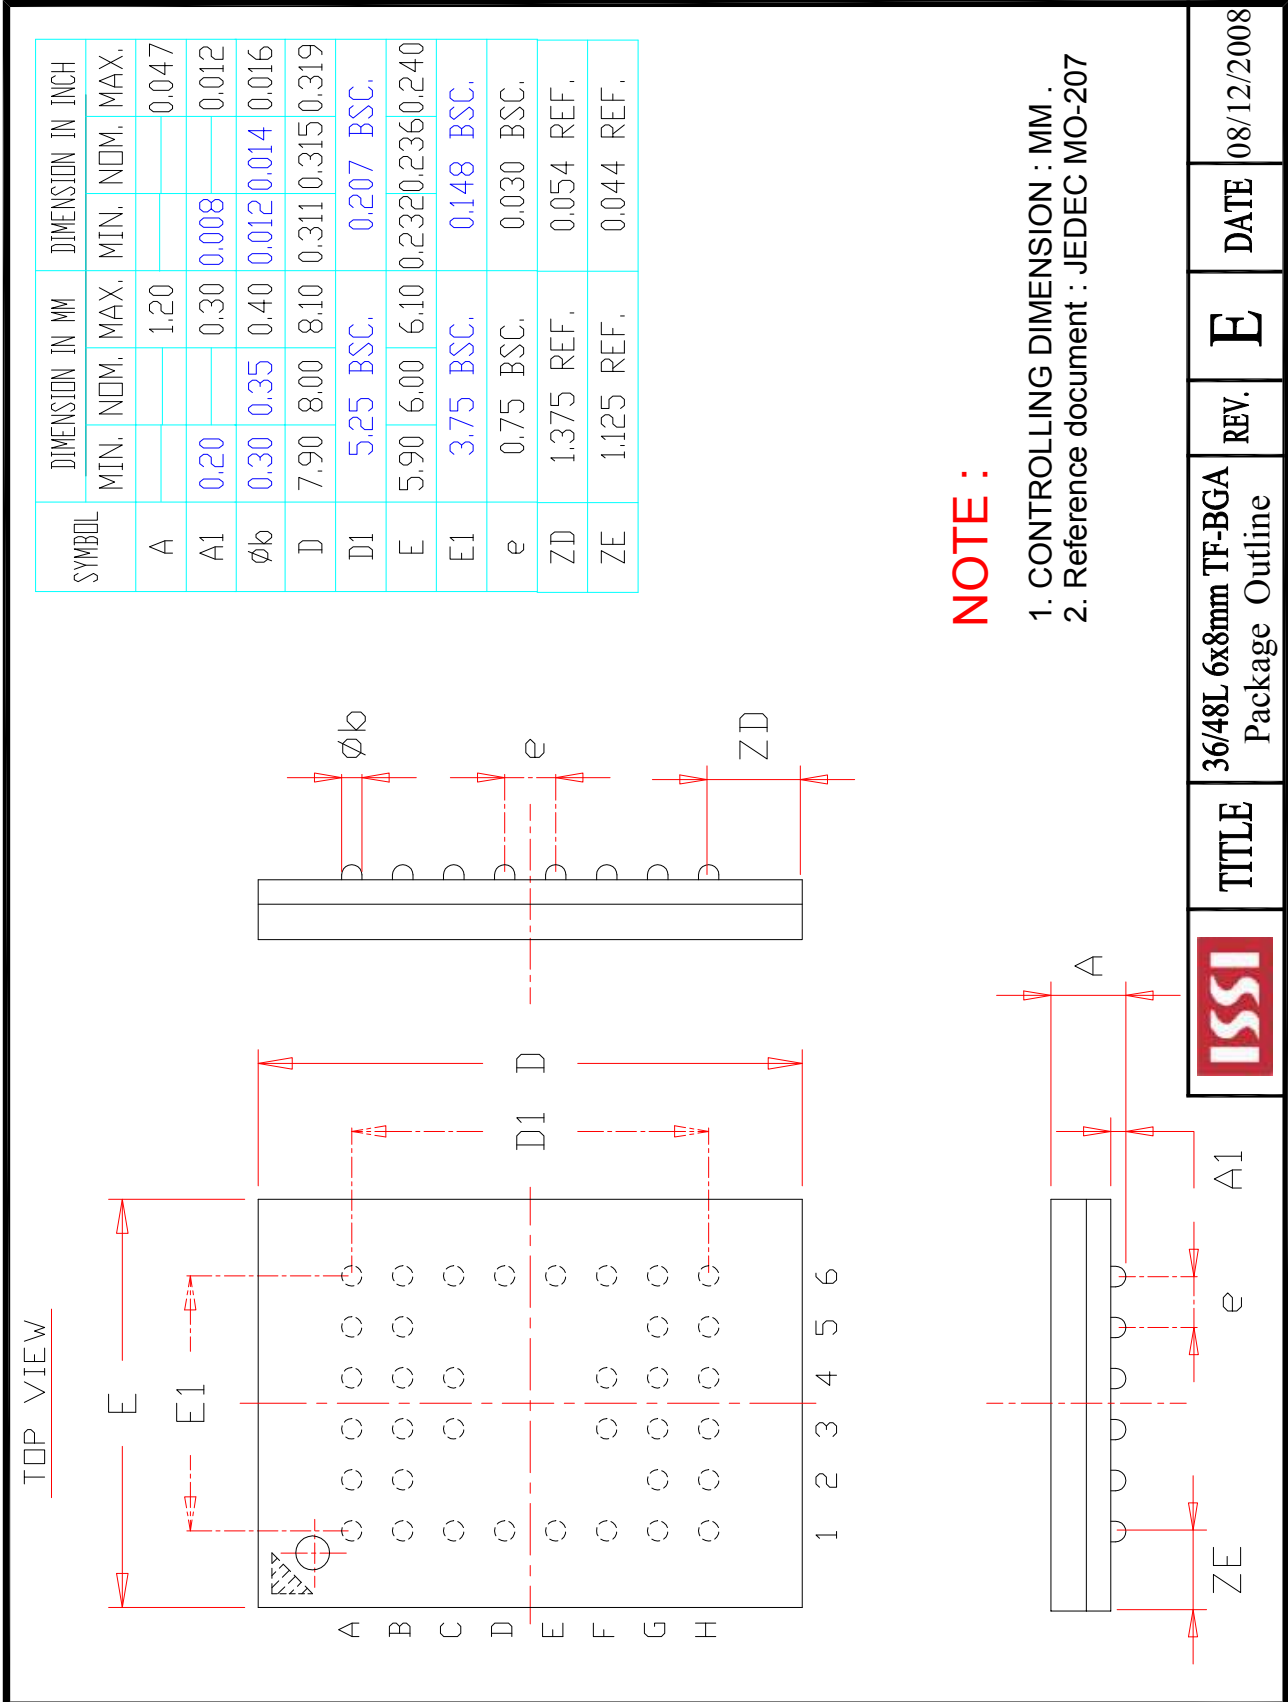 TOP VIEW
E
E1
D
D1
A
B
C
D
E
F
G
H
1 2 3 4 5 6
Øb
e
ZD
A
A1
e
ZE
SYMBOL DIMENSION IN MM DIMENSION IN INCH
MIN. NOM. MAX. MIN. NOM. MAX.
A 1.20 0.047
A1 0.20 0.30 0.008 0.012
Øb 0.30 0.35 0.40 0.012 0.014 0.016
D 7.90 8.00 8.10 0.311 0.315 0.319
D1 5.25 BSC. 0.207 BSC.
E 5.90 6.00 6.10 0.232 0.236 0.240
E1 3.75 BSC. 0.148 BSC.
e 0.75 BSC. 0.030 BSC.
ZD 1.375 REF. 0.054 REF.
ZE 1.125 REF. 0.044 REF.
NOTE :
1. CONTROLLING DIMENSION : MM .
2. Reference document : JEDEC MO-207
ISSI
TITLE
36/48L 6x8mm TF-BGA
Package Outline
REV.
E
DATE
08/12/2008